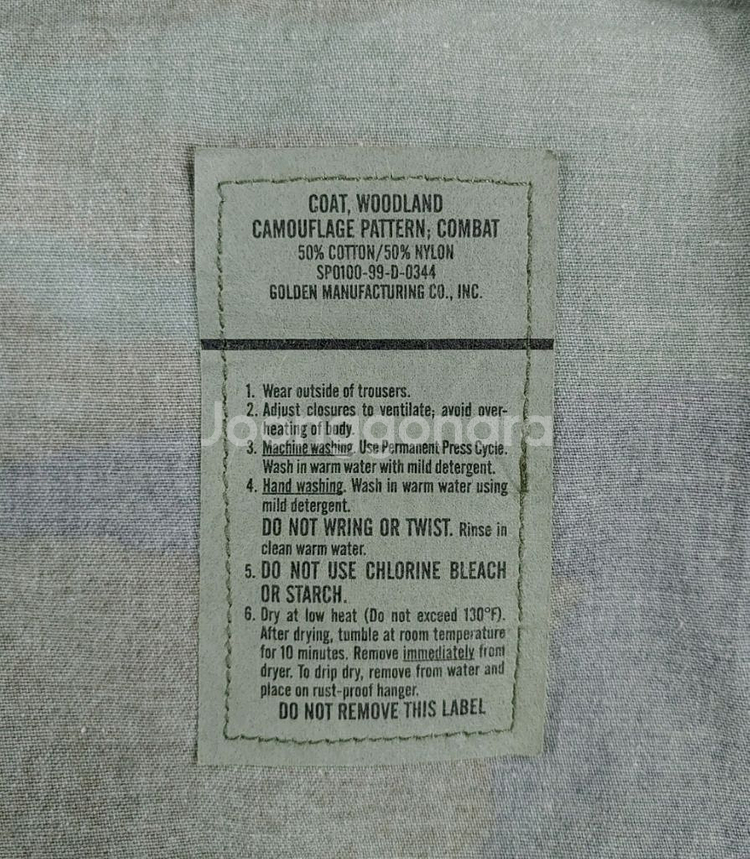 COAT, WOODLAND
CAMOUFLAGE PATTERN; COMBAT
50% COTTON/50% NYLON
SPO100-99-D-0344
GOLDEN MANUFACTURING CO., INC.
1. Wear outside of trousers.
2. Adjust closures to ventilate; avoid over-
heating of body.
Joonggonara
3. Machine washing. Use Permanent Press Cycle.
Wash in warm water with mild detergent.
4. Hand washing. Wash in warm water using
mild detergent.
DO NOT WRING OR TWIST. Rinse in
clean warm water.
5. DO NOT USE CHLORINE BLEACH
OR STARCH.
6. Dry at low heat (Do not exceed 130°F).
After drying, tumble at room temperature
for 10 minutes. Remove immediately from
dryer. To drip dry, remove from water and
place on rust-proof hanger.
DO NOT REMOVE THIS LABEL